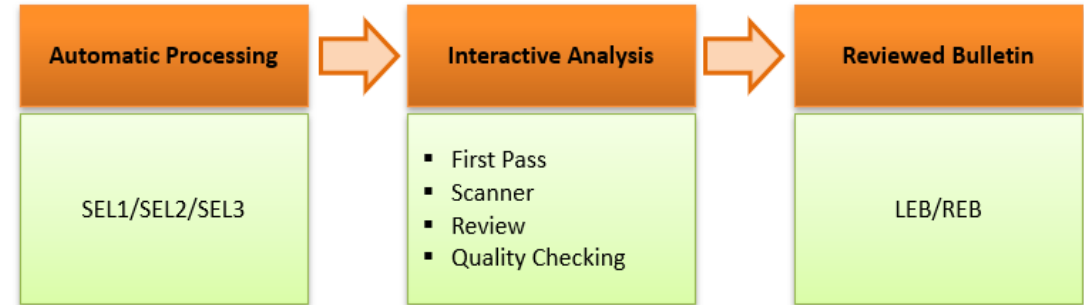 Automatic Processing
Interactive Analysis
Reviewed Bulletin
SEL1/SEL2/SEL3
▪ First Pass
▪ Scanner
▪ Review
▪ Quality Checking
LEB/REB